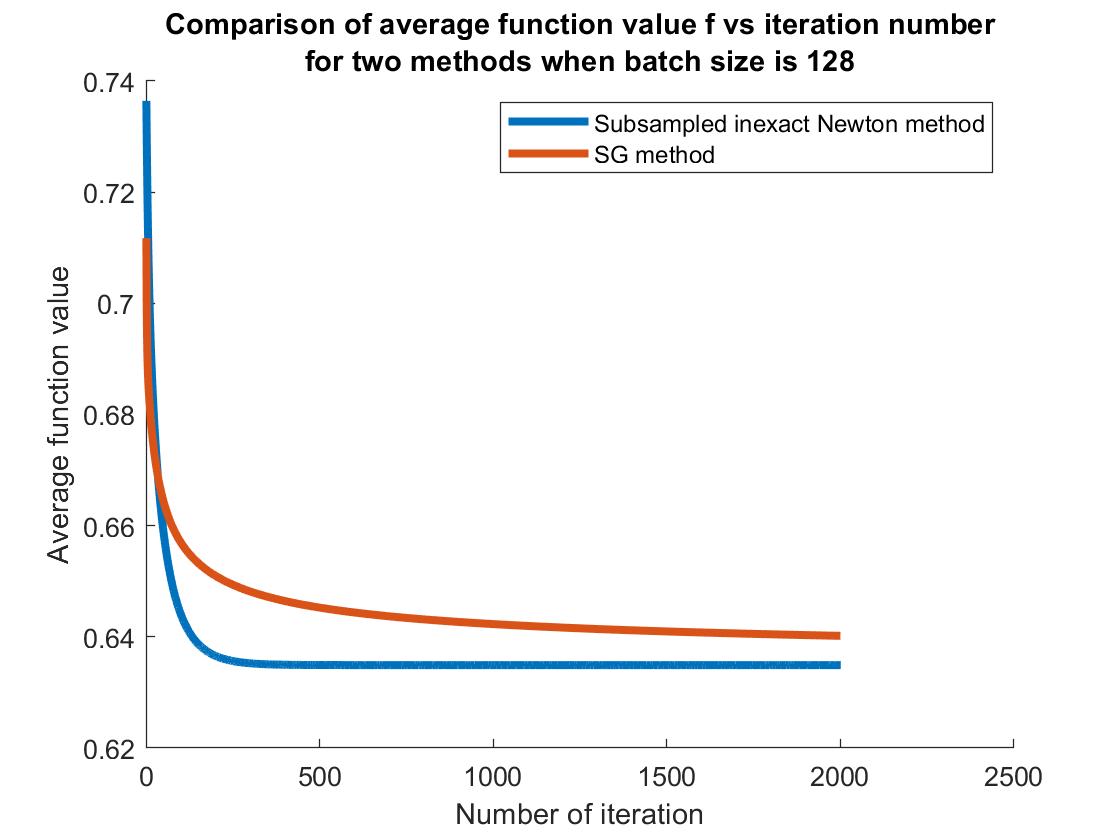 Comparison of average function value f vs iteration number
for two methods when batch size is 128
Subsampled inexact Newton method
SG method
Average function value
0.74
0.72
0.7
0.68
0.66
0.64
0.62
0 500 1000 1500 2000 2500
Number of iteration